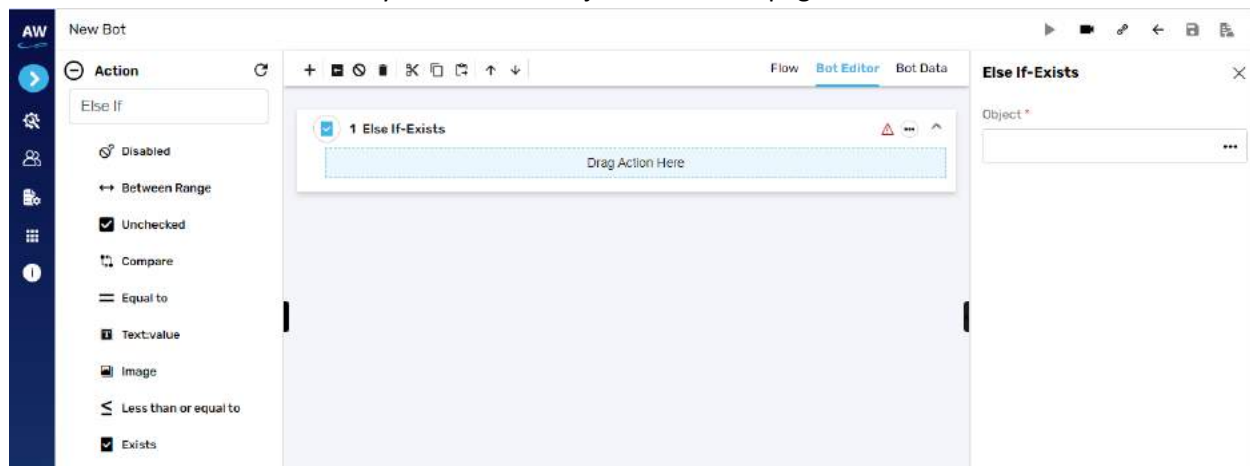 AW
New Bot
Action
Flow Bot Editor Bot Data
Else If-Exists
Else If
Object *
1 Else If-Exists
Drag Action Here
Disabled
Between Range
Unchecked
Compare
Equal to
Text:value
Image
Less than or equal to
Exists